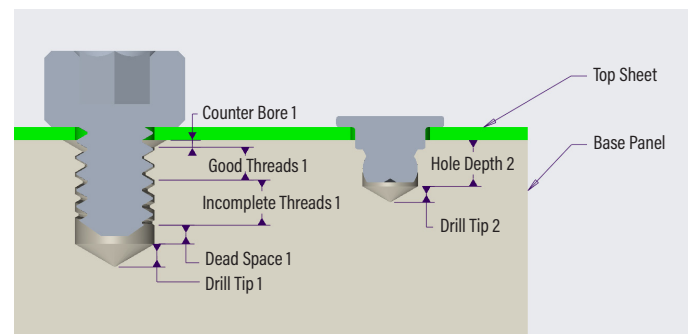 Top Sheet
Counter Bore 1
Base Panel
Good Threads 1
Hole Depth 2
Incomplete Threads 1
Drill Tip 2
Dead Space 1
Drill Tip 1